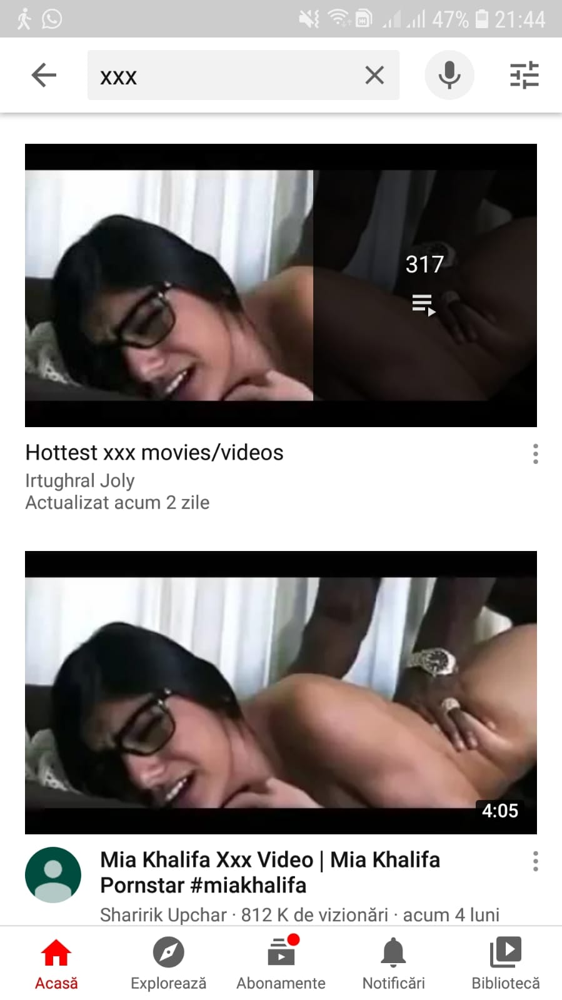 47% 21:44
xxx
317
Hottest xxx movies/videos
Irtughral Joly
Actualizat acum 2 zile
4:05
Mia Khalifa Xxx Video | Mia Khalifa
Pornstar #miakhalifa
Sharirik Upchar · 812 K de vizionări · acum 4 luni
Acasă Explorează Abonamente Notificări Bibliotecă